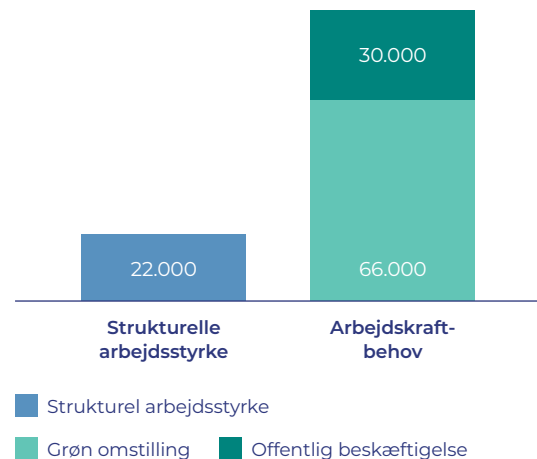 30.000
22.000
66.000
Strukturelle
arbejdsstyrke
Arbejdskraft-
behov
Strukturel arbejdsstyrke
Grøn omstilling
Offentlig beskæftigelse